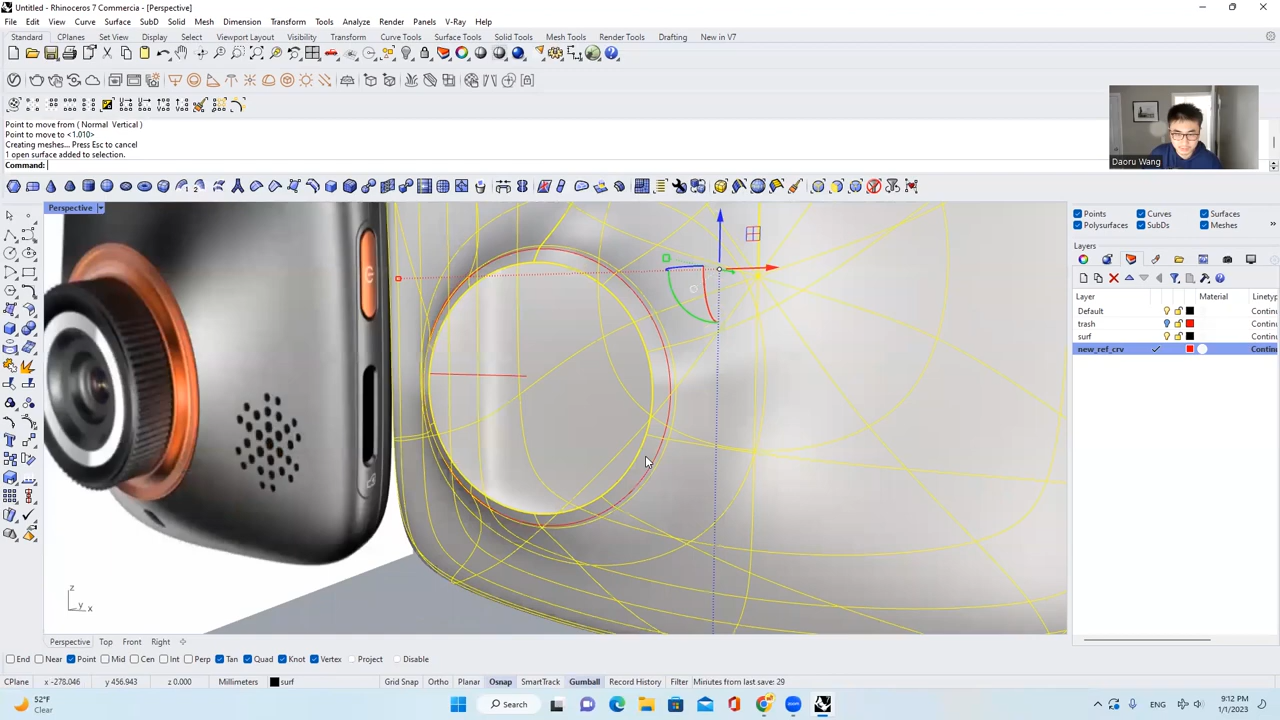 Untitled - Rhinoceros 7 Commercia - [Perspective]
File Edit View Curve Surface SubD Solid Mesh Dimension Transform Tools Analyze Render Panels V-Ray Help
Standard CPlanes Set View Display Select Viewport Layout Visibility Transform Curve Tools Surface Tools Solid Tools Mesh Tools Render Tools Drafting New in V7
Point to move from ( Normal Vertical )
Point to move to <1.010>
Creating meshes... Press Esc to cancel
1 open surface added to selection.
Command:
Daoru Wang
Perspective
Points Curves Surfaces
Polysurfaces SubDs Meshes
Layers
Layer Material Linetyp
Default Continu
trash Continu
surf Continu
new_ref_crv Contin
z
y x
Perspective Top Front Right
End Near Point Mid Cen Int Perp Tan Quad Knot Vertex Project Disable
CPlane x -278.046 y 456.943 z 0.000 Millimeters surf Grid Snap Ortho Planar Osnap SmartTrack Gumball Record History Filter Minutes from last save: 29
52°F
Clear
Search
ENG
9:12 PM
1/1/2023